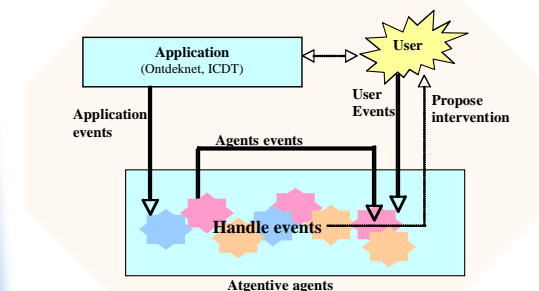 Application
(Ontdeknet, ICDT)
User
Application
events
User
Events
Propose
intervention
Agents events
Handle events
Atgentive agents